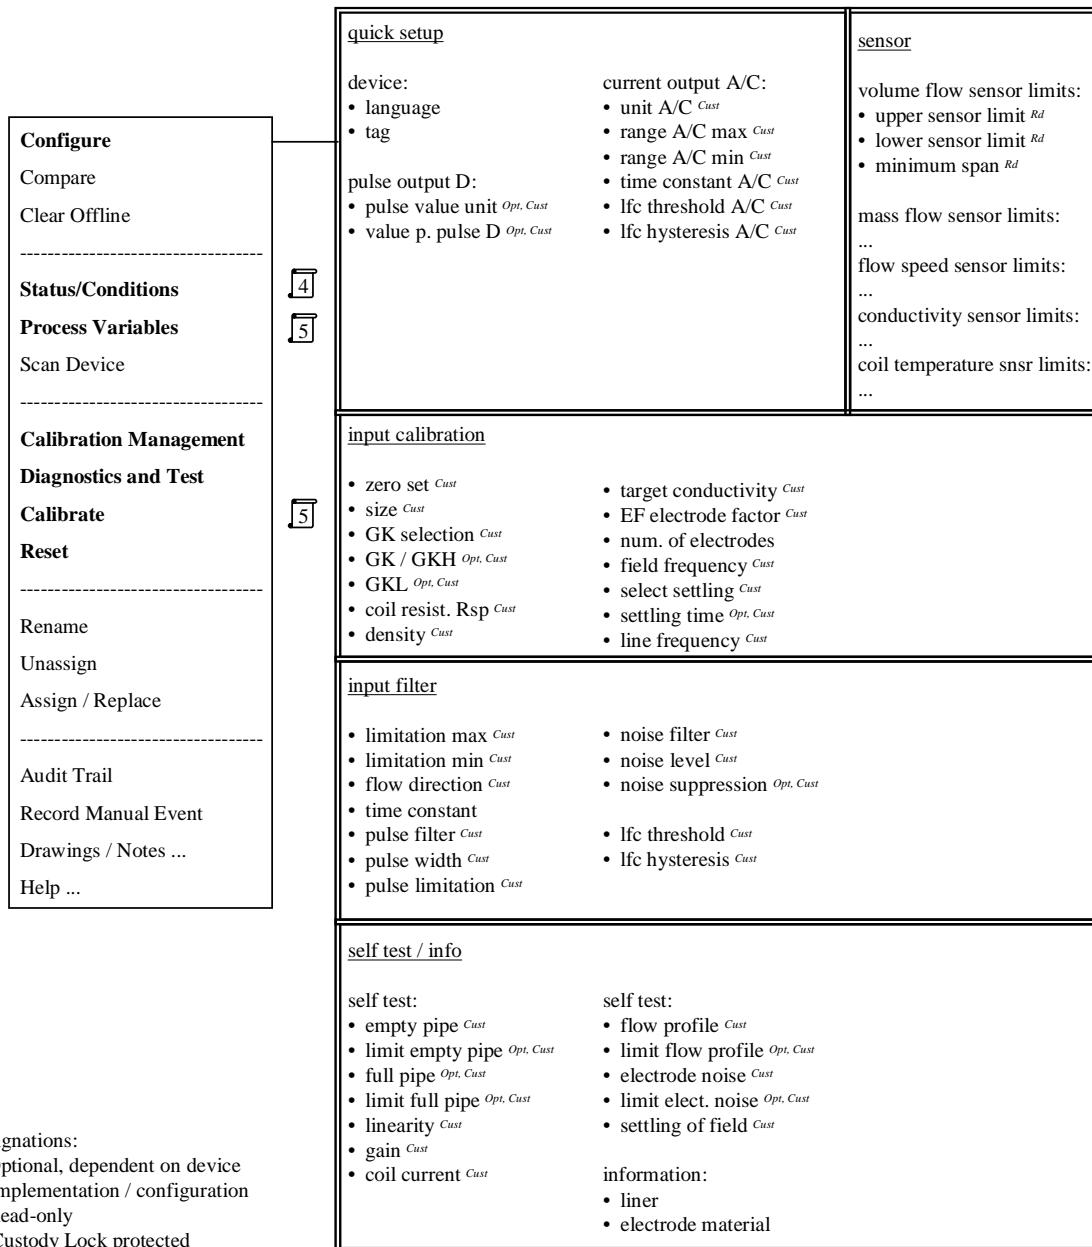 Configure
Compare
Clear Offline
-----------------------------------
Status/Conditions
4
Process Variables
5
Scan Device
-----------------------------------
Calibration Management
Diagnostics and Test
Calibrate
5
Reset
-----------------------------------
Rename
Unassign
Assign / Replace
-----------------------------------
Audit Trail
Record Manual Event
Drawings / Notes ...
Help ...
quick setup
device:
• language
• tag
pulse output D:
• pulse value unit Opt, Cust
• value p. pulse D Opt, Cust
current output A/C:
• unit A/C Cust
• range A/C max Cust
• range A/C min Cust
• time constant A/C Cust
• lfc threshold A/C Cust
• lfc hysteresis A/C Cust
sensor
volume flow sensor limits:
• upper sensor limit Rd
• lower sensor limit Rd
• minimum span Rd
mass flow sensor limits:
...
flow speed sensor limits:
...
conductivity sensor limits:
...
coil temperature snsr limits:
...
input calibration
• zero set Cust
• size Cust
• GK selection Cust
• GK / GKH Opt, Cust
• GKL Opt, Cust
• coil resist. Rsp Cust
• density Cust
• target conductivity Cust
• EF electrode factor Cust
• num. of electrodes
• field frequency Cust
• select settling Cust
• settling time Opt, Cust
• line frequency Cust
input filter
• limitation max Cust
• limitation min Cust
• flow direction Cust
• time constant
• pulse filter Cust
• pulse width Cust
• pulse limitation Cust
• noise filter Cust
• noise level Cust
• noise suppression Opt, Cust
• lfc threshold Cust
• lfc hysteresis Cust
self test / info
self test:
• empty pipe Cust
• limit empty pipe Opt, Cust
• full pipe Opt, Cust
• limit full pipe Opt, Cust
• linearity Cust
• gain Cust
• coil current Cust
self test:
• flow profile Cust
• limit flow profile Opt, Cust
• electrode noise Cust
• limit elect. noise Opt, Cust
• settling of field Cust
information:
• liner
• electrode material
gnations:
ptional, dependent on device
mplementation / configuration
ead-only
Custody Lock protected